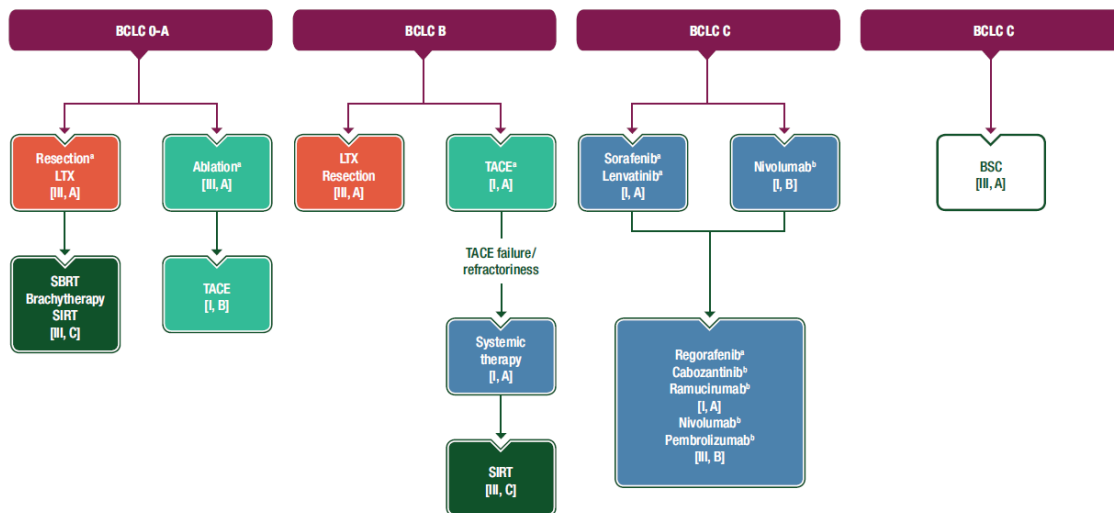 BCLC 0-A
BCLC B
BCLC C
BCLC C
Resectionᵃ
LTX
[III, A]
Ablationᵃ
[III, A]
LTX
Resection
[III, A]
TACEᵃ
[I, A]
Sorafenibᵃ
Lenvatinibᵃ
[I, A]
Nivolumabᵇ
[I, B]
BSC
[III, A]
SBRT
Brachytherapy
SIRT
[III, C]
TACE
[I, B]
TACE failure/
refractoriness
Systemic
therapy
[I, A]
SIRT
[III, C]
Regorafenibᵃ
Cabozantinibᵇ
Ramucirumabᵇ
[I, A]
Nivolumabᵇ
Pembrolizumabᵇ
[III, B]